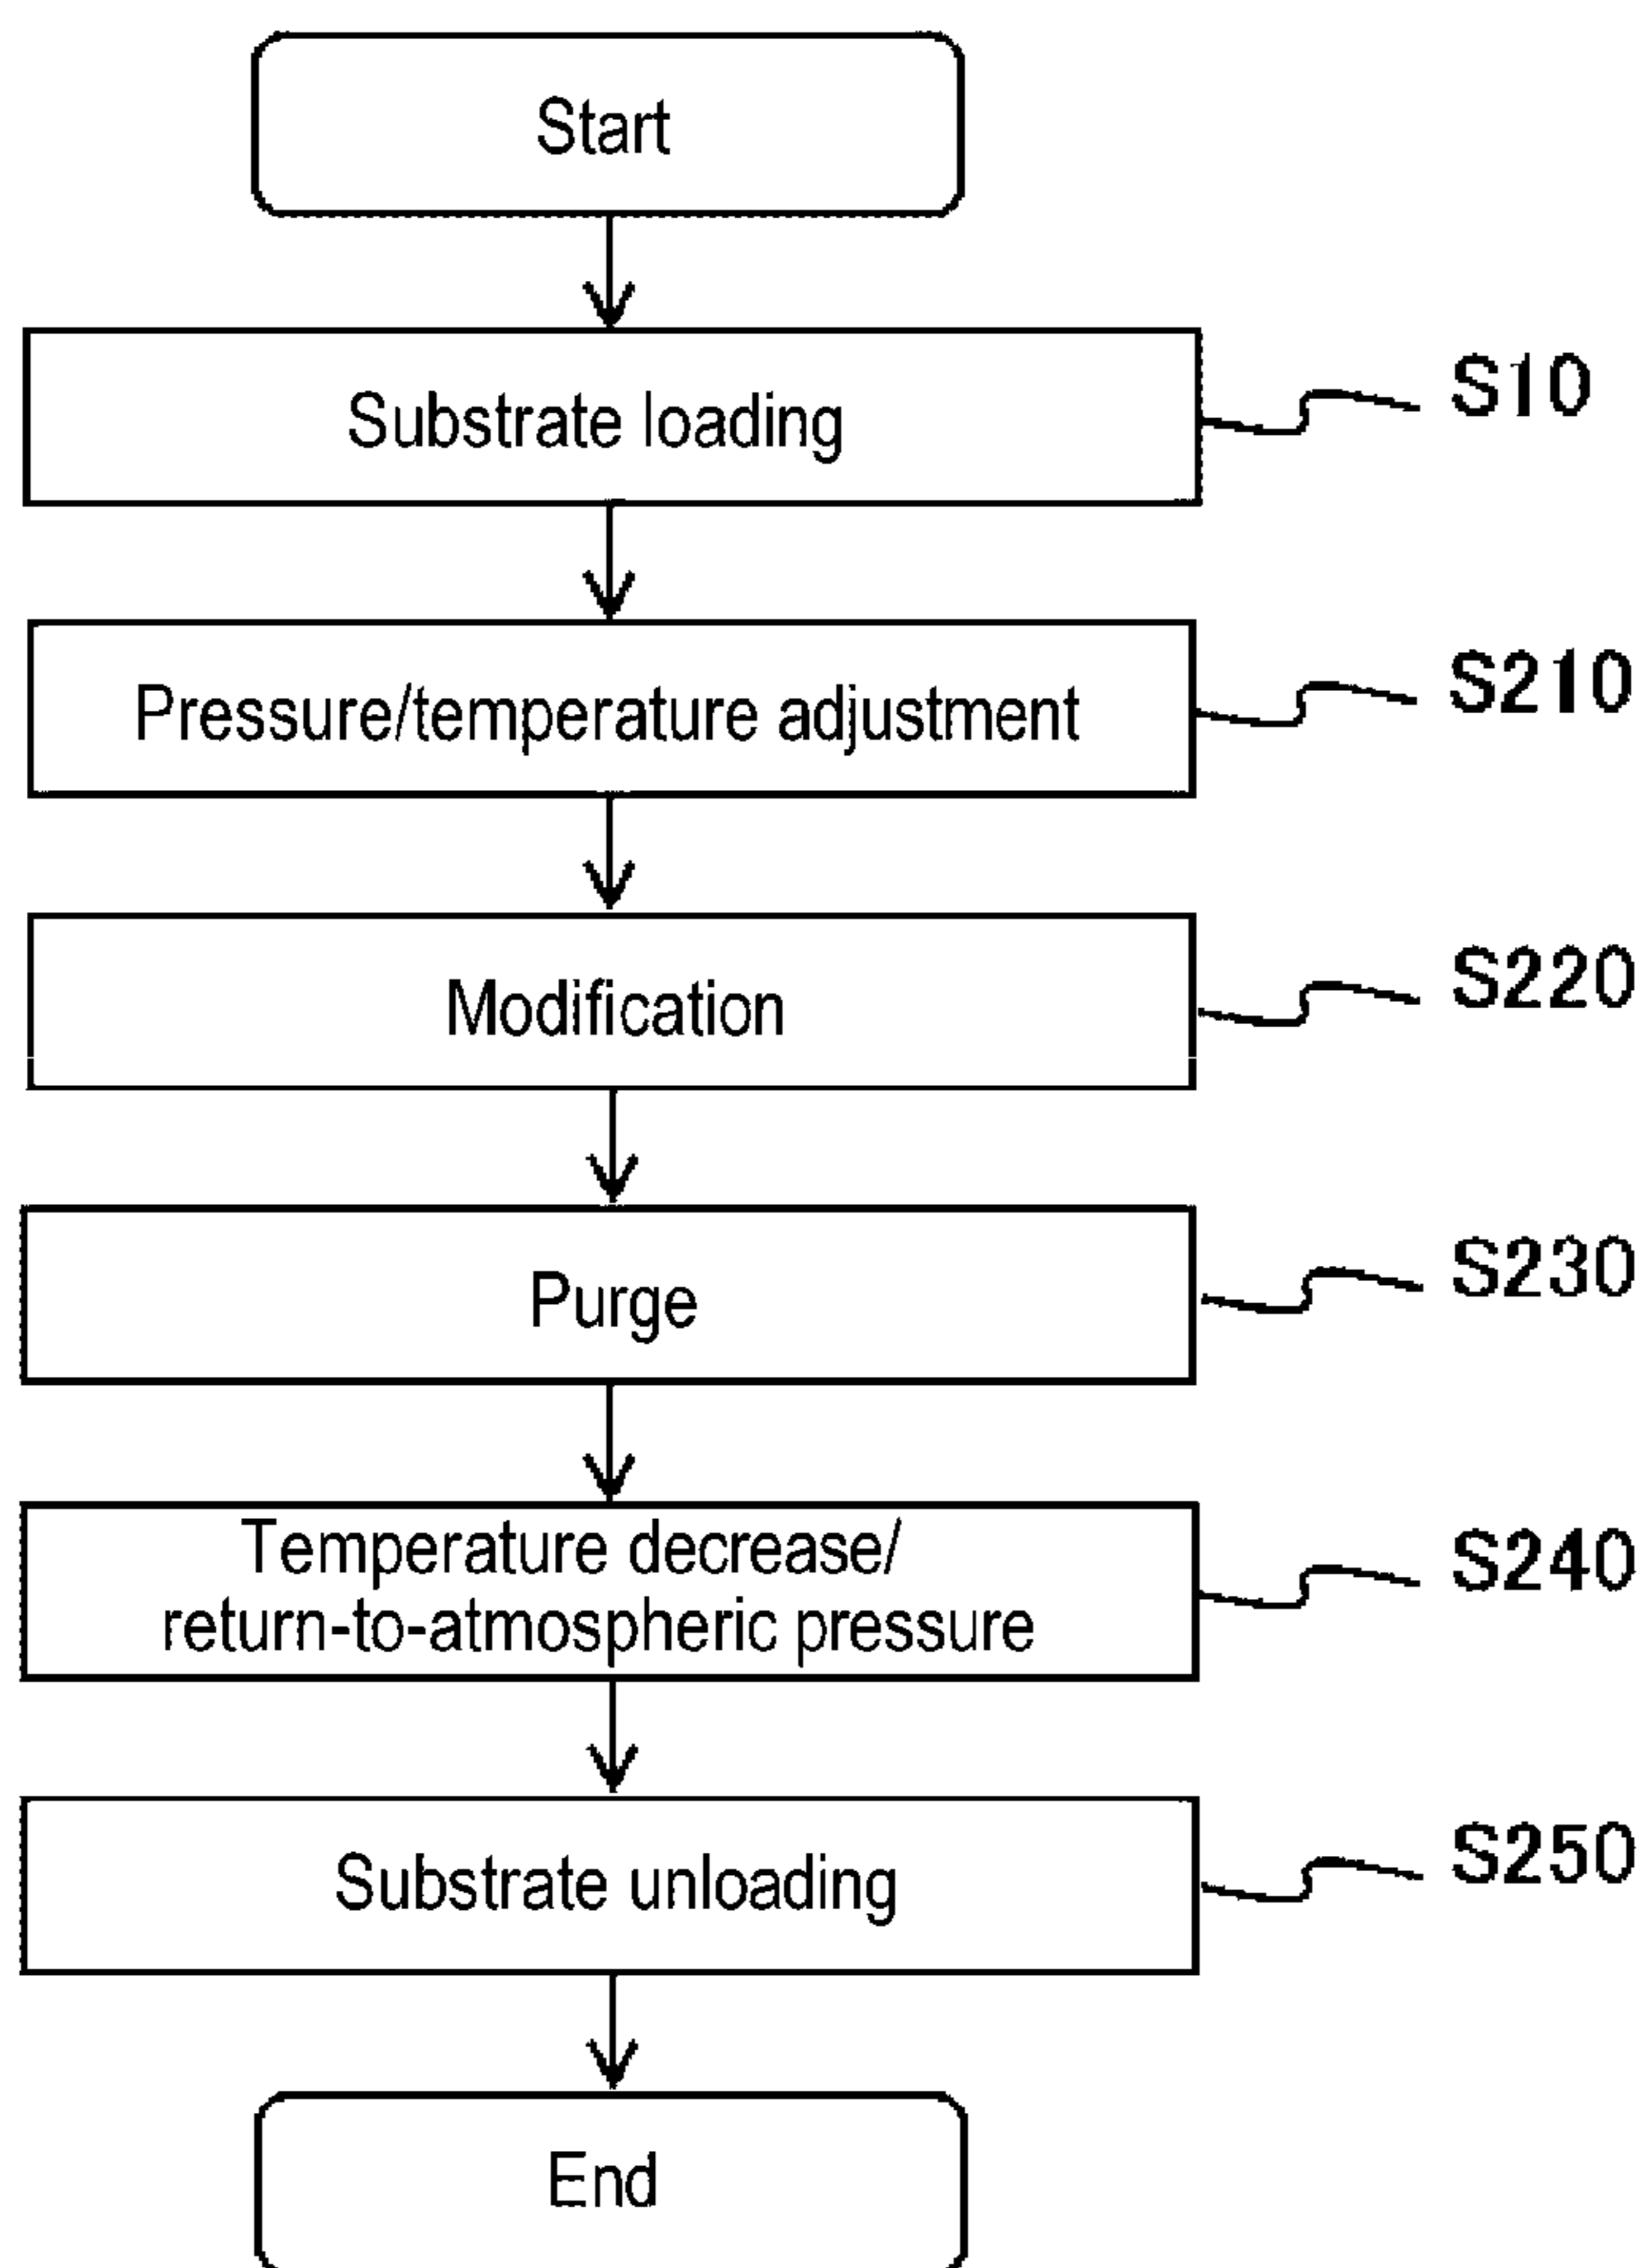 Start
Substrate loading
S10
Pressure/temperature adjustment
S210
Modification
S220
Purge
S230
Temperature decrease/
return-to-atmospheric pressure
S240
Substrate unloading
S250
End